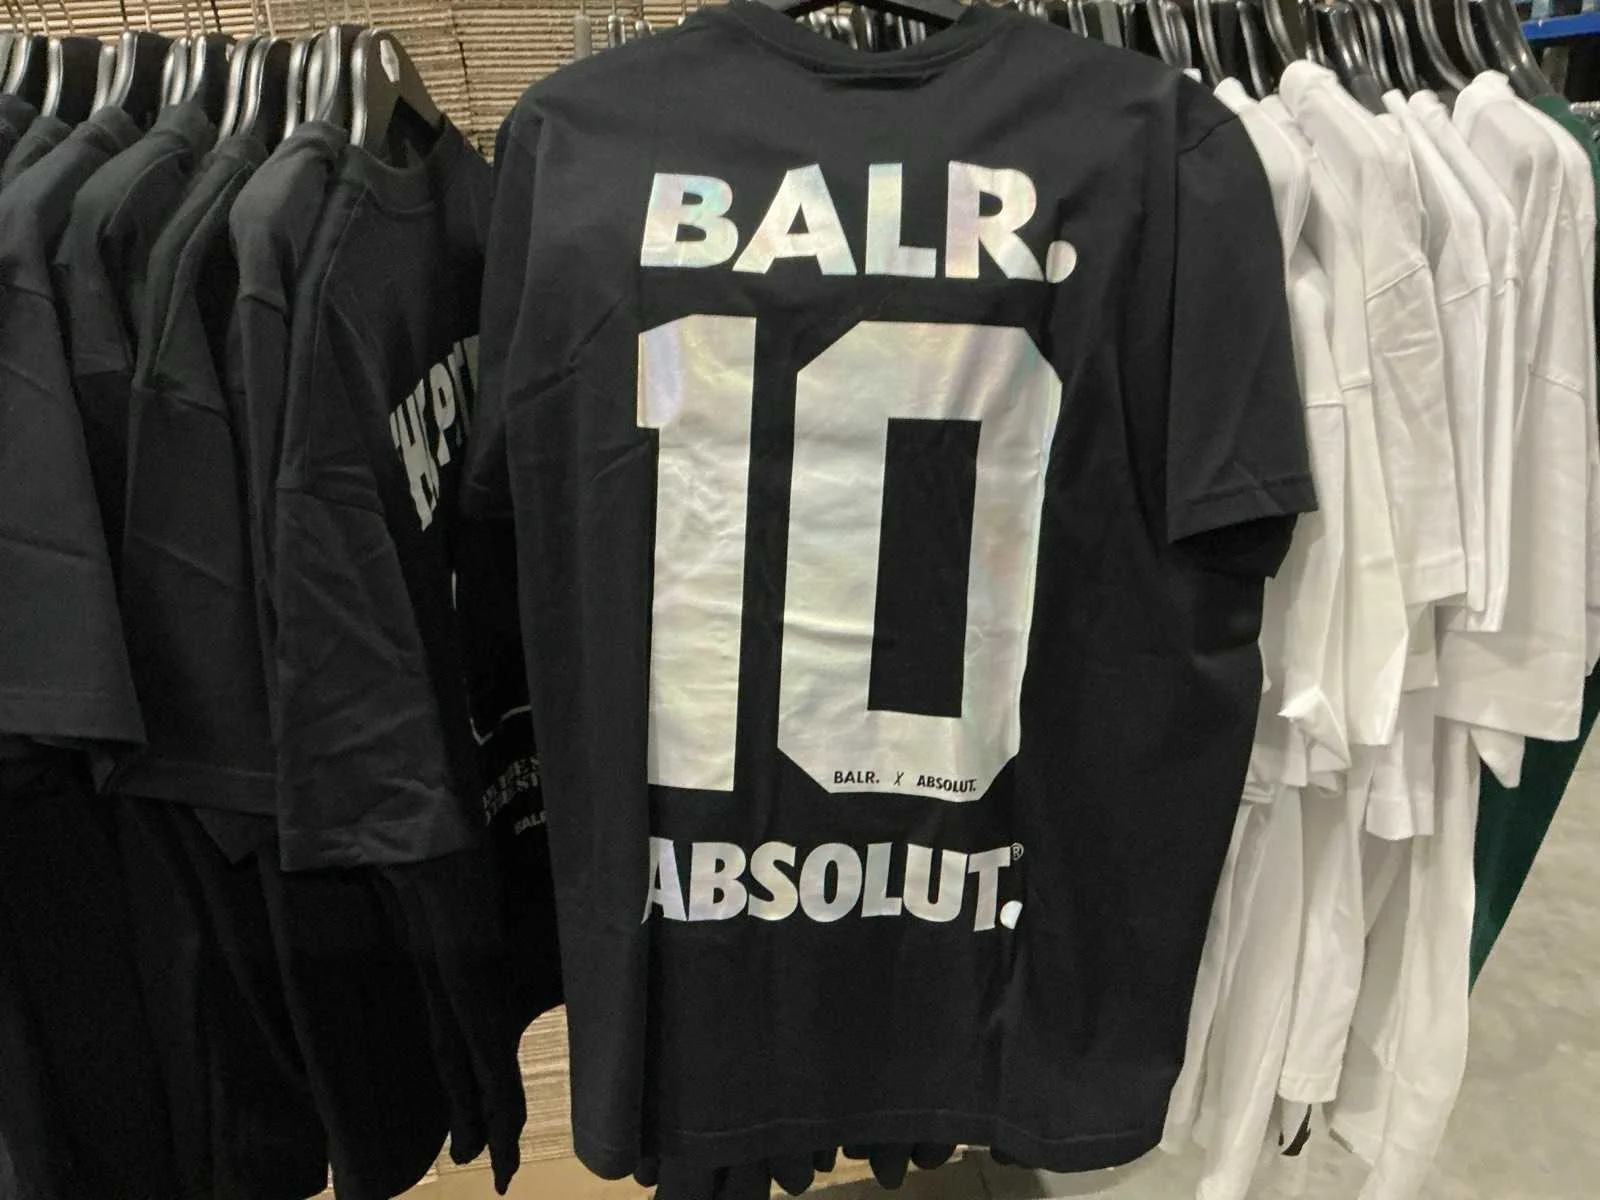 BALR.
10
BALR. X ABSOLUT.
ABSOLUT.®